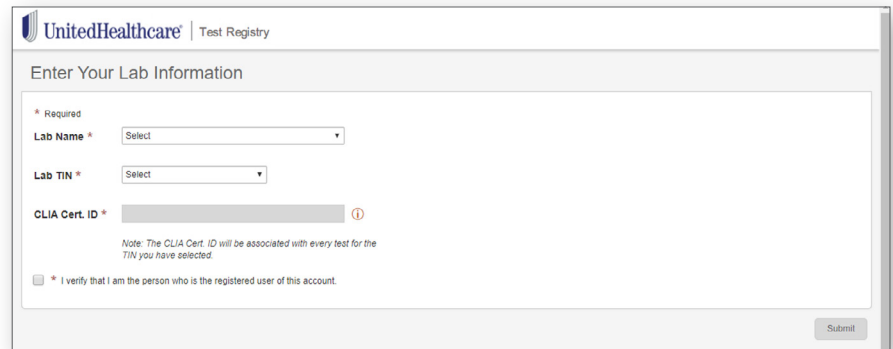 UnitedHealthcare® | Test Registry
Enter Your Lab Information
* Required
Lab Name * Select
Lab TIN * Select
CLIA Cert. ID *
Note: The CLIA Cert. ID will be associated with every test for the
TIN you have selected.
* I verify that I am the person who is the registered user of this account.
Submit